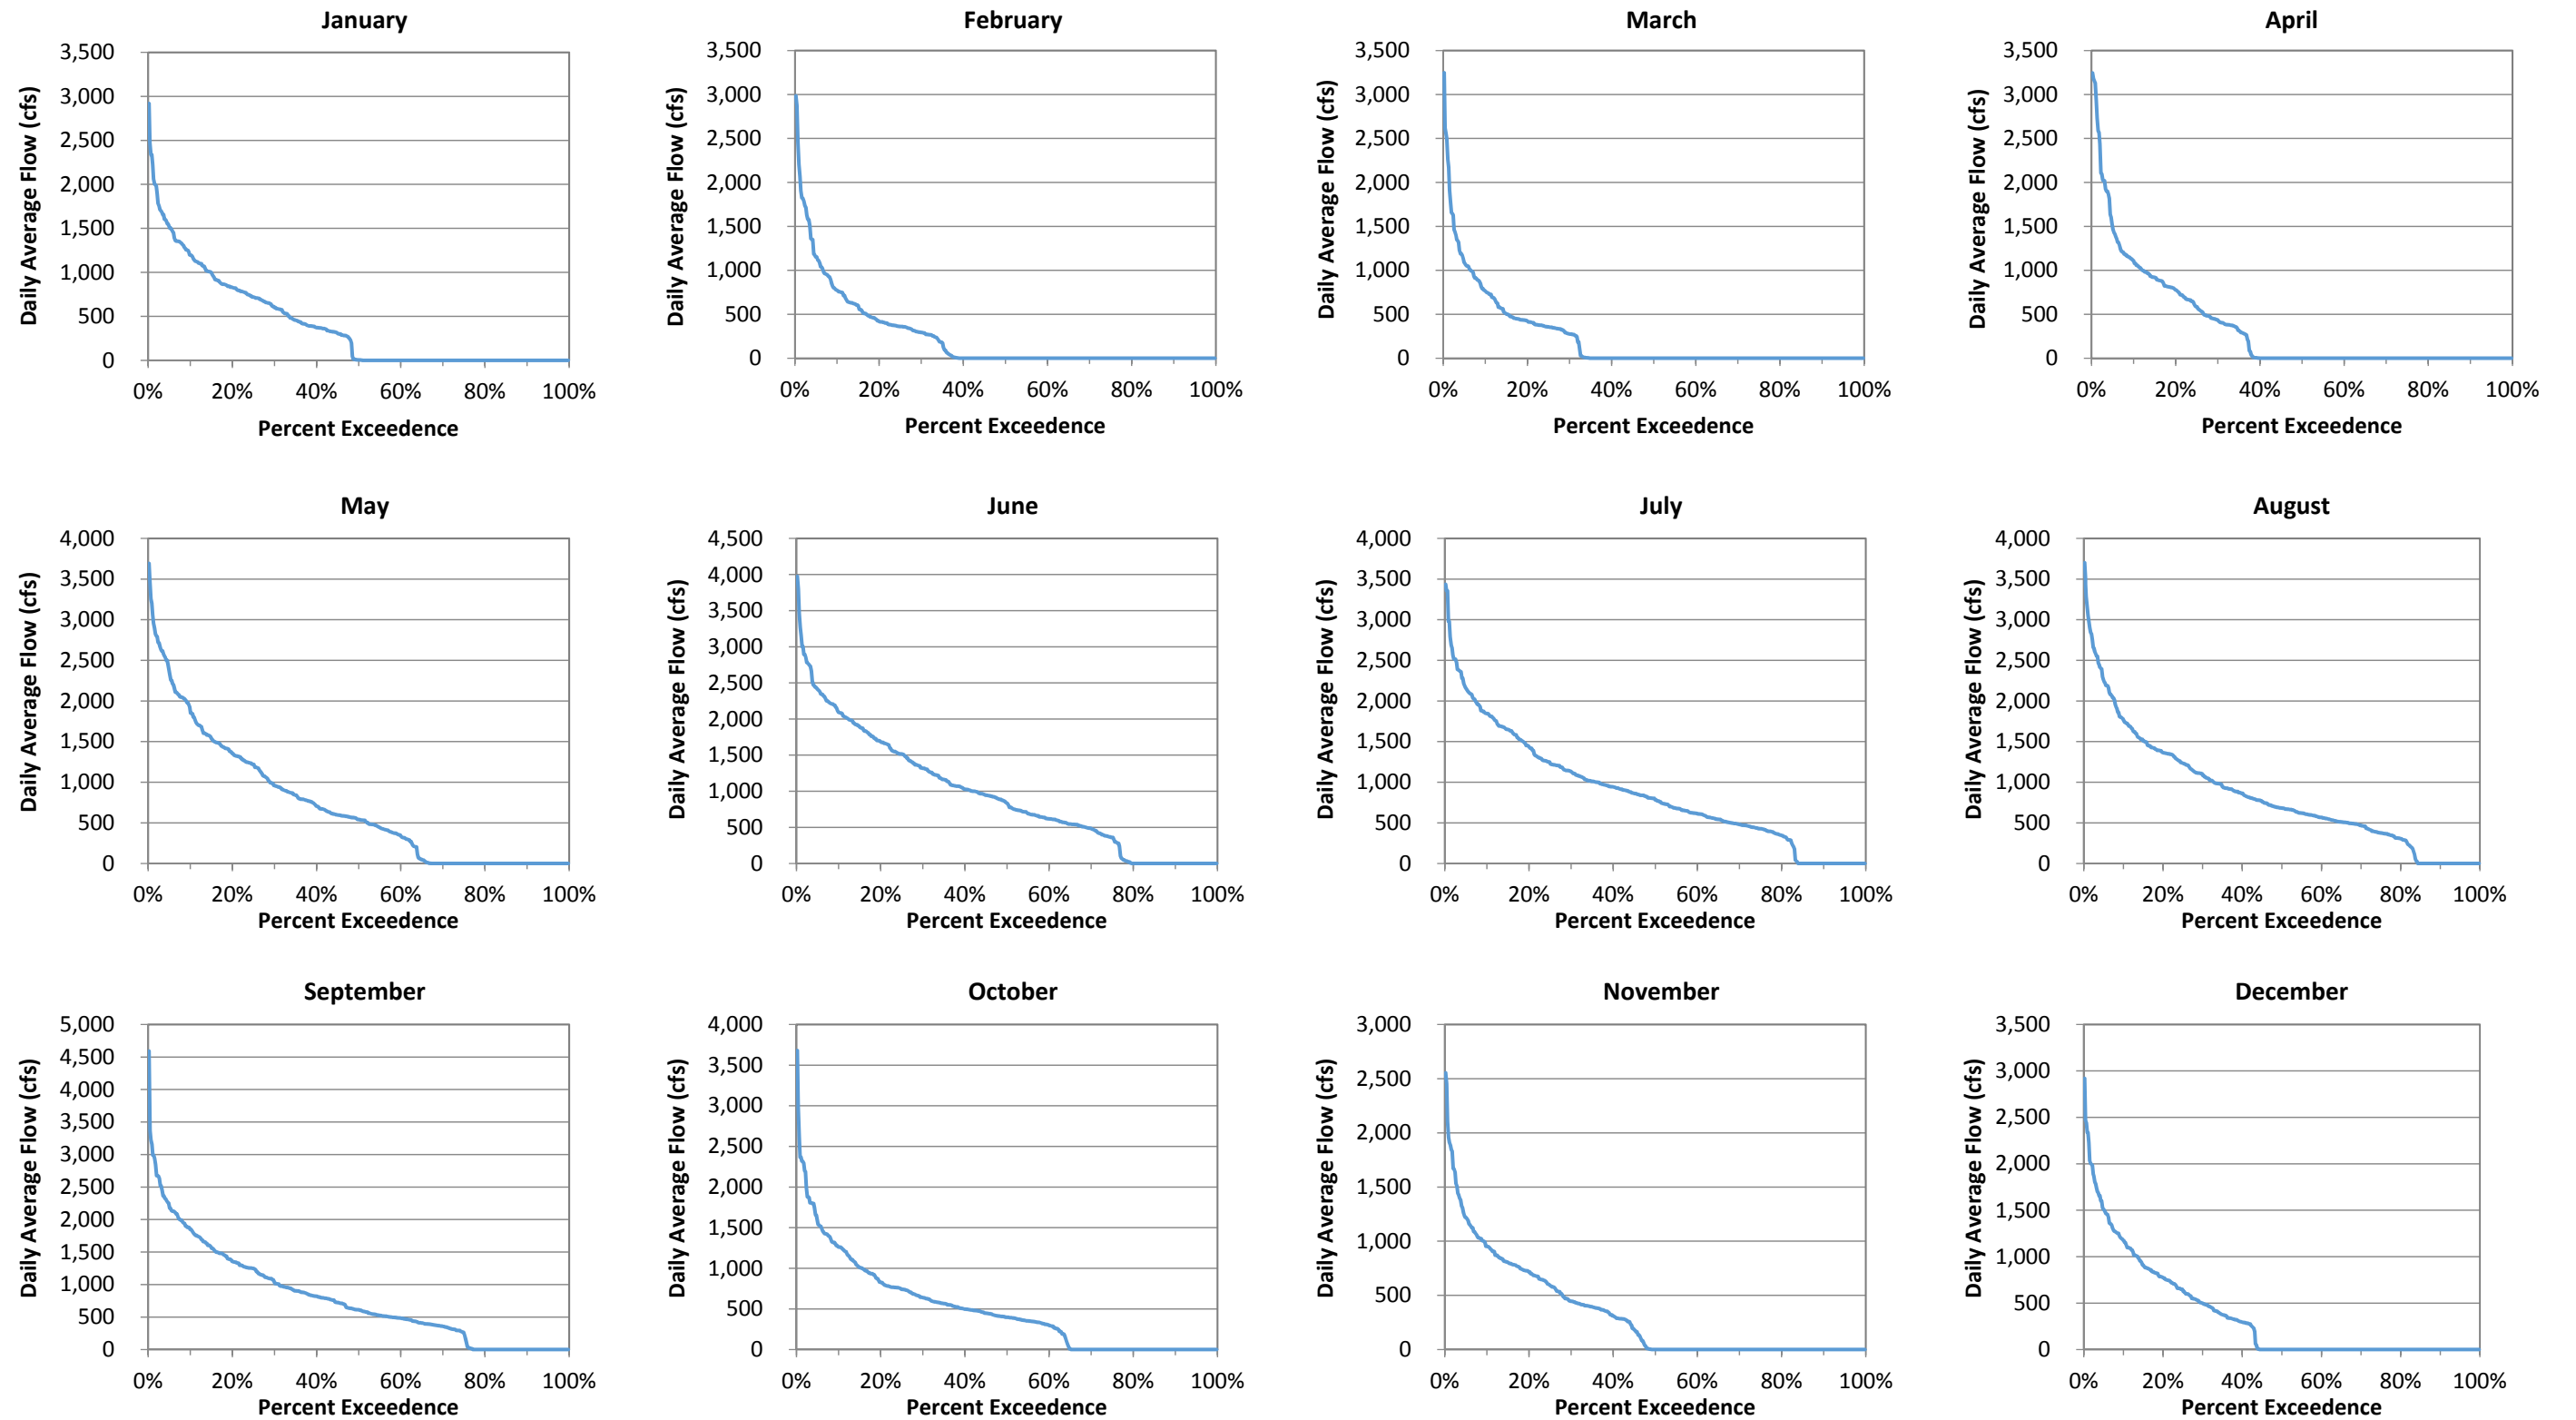 January
3,500
3,000
2,500
2,000
1,500
1,000
500
0
Daily Average Flow (cfs)
0% 20% 40% 60% 80% 100%
Percent Exceedence
February
3,500
3,000
2,500
2,000
1,500
1,000
500
0
Daily Average Flow (cfs)
0% 20% 40% 60% 80% 100%
Percent Exceedence
March
3,500
3,000
2,500
2,000
1,500
1,000
500
0
Daily Average Flow (cfs)
0% 20% 40% 60% 80% 100%
Percent Exceedence
April
3,500
3,000
2,500
2,000
1,500
1,000
500
0
Daily Average Flow (cfs)
0% 20% 40% 60% 80% 100%
Percent Exceedence
May
4,000
3,500
3,000
2,500
2,000
1,500
1,000
500
0
Daily Average Flow (cfs)
0% 20% 40% 60% 80% 100%
Percent Exceedence
June
4,500
4,000
3,500
3,000
2,500
2,000
1,500
1,000
500
0
Daily Average Flow (cfs)
0% 20% 40% 60% 80% 100%
Percent Exceedence
July
4,000
3,500
3,000
2,500
2,000
1,500
1,000
500
0
Daily Average Flow (cfs)
0% 20% 40% 60% 80% 100%
Percent Exceedence
August
4,000
3,500
3,000
2,500
2,000
1,500
1,000
500
0
Daily Average Flow (cfs)
0% 20% 40% 60% 80% 100%
Percent Exceedence
September
5,000
4,500
4,000
3,500
3,000
2,500
2,000
1,500
1,000
500
0
Daily Average Flow (cfs)
0% 20% 40% 60% 80% 100%
Percent Exceedence
October
4,000
3,500
3,000
2,500
2,000
1,500
1,000
500
0
Daily Average Flow (cfs)
0% 20% 40% 60% 80% 100%
Percent Exceedence
November
3,000
2,500
2,000
1,500
1,000
500
0
Daily Average Flow (cfs)
0% 20% 40% 60% 80% 100%
Percent Exceedence
December
3,500
3,000
2,500
2,000
1,500
1,000
500
0
Daily Average Flow (cfs)
0% 20% 40% 60% 80% 100%
Percent Exceedence